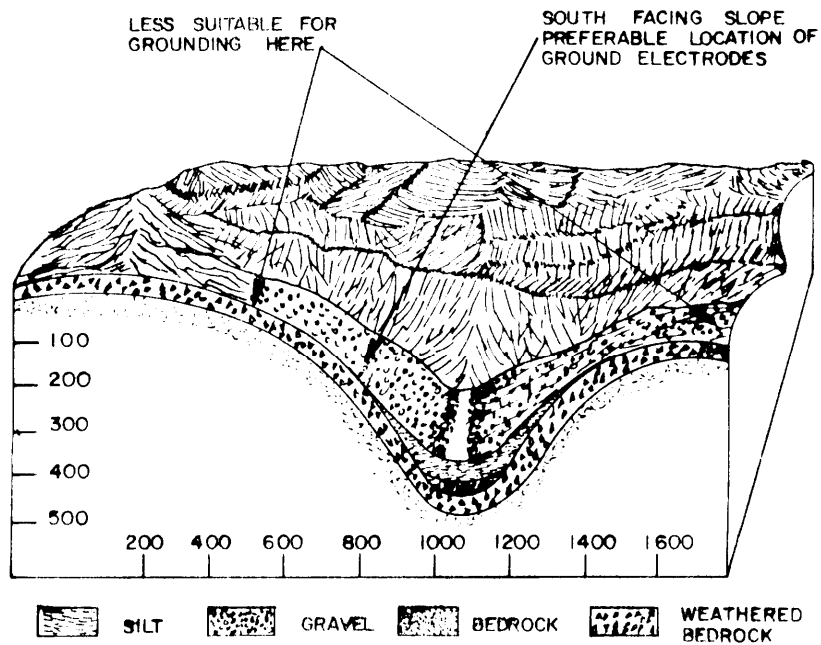 LESS SUITABLE FOR
GROUNDING HERE
SOUTH FACING SLOPE
PREFERABLE LOCATION OF
GROUND ELECTRODES
100
200
300
400
500
200 400 600 800 1000 1200 1400 1600
SILT GRAVEL BEDROCK WEATHERED
BEDROCK